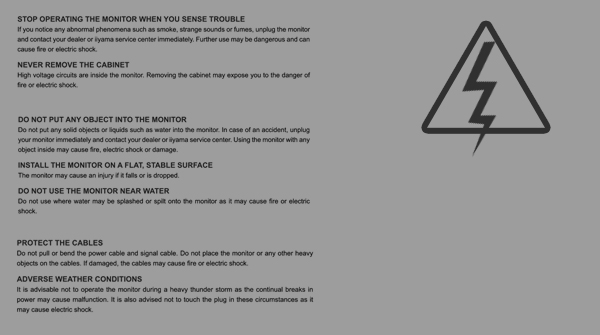 STOP OPERATING THE MONITOR WHEN YOU SENSE TROUBLE
If you notice any abnormal phenomena such as smoke, strange sounds or fumes, unplug the monitor
and contact your dealer or iiyama service center immediately. Further use may be dangerous and can
cause fire or electric shock.
NEVER REMOVE THE CABINET
High voltage circuits are inside the monitor. Removing the cabinet may expose you to the danger of
fire or electric shock.
DO NOT PUT ANY OBJECT INTO THE MONITOR
Do not put any solid objects or liquids such as water into the monitor. In case of an accident, unplug
your monitor immediately and contact your dealer or iiyama service center. Using the monitor with any
object inside may cause fire, electric shock or damage.
INSTALL THE MONITOR ON A FLAT, STABLE SURFACE
The monitor may cause an injury if it falls or is dropped.
DO NOT USE THE MONITOR NEAR WATER
Do not use where water may be splashed or spilt onto the monitor as it may cause fire or electric
shock.
PROTECT THE CABLES
Do not pull or bend the power cable and signal cable. Do not place the monitor or any other heavy
objects on the cables. If damaged, the cables may cause fire or electric shock.
ADVERSE WEATHER CONDITIONS
It is advisable not to operate the monitor during a heavy thunder storm as the continual breaks in
power may cause malfunction. It is also advised not to touch the plug in these circumstances as it
may cause electric shock.